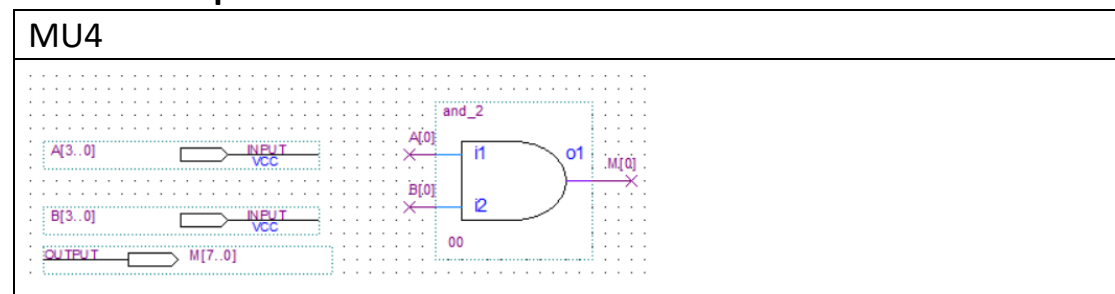 MU4
and_2
A[3..0] INPUT
VCC
A[0] i1 o1 M[0]
B[0] i2
B[3..0] INPUT
VCC
00
OUTPUT M[7..0]